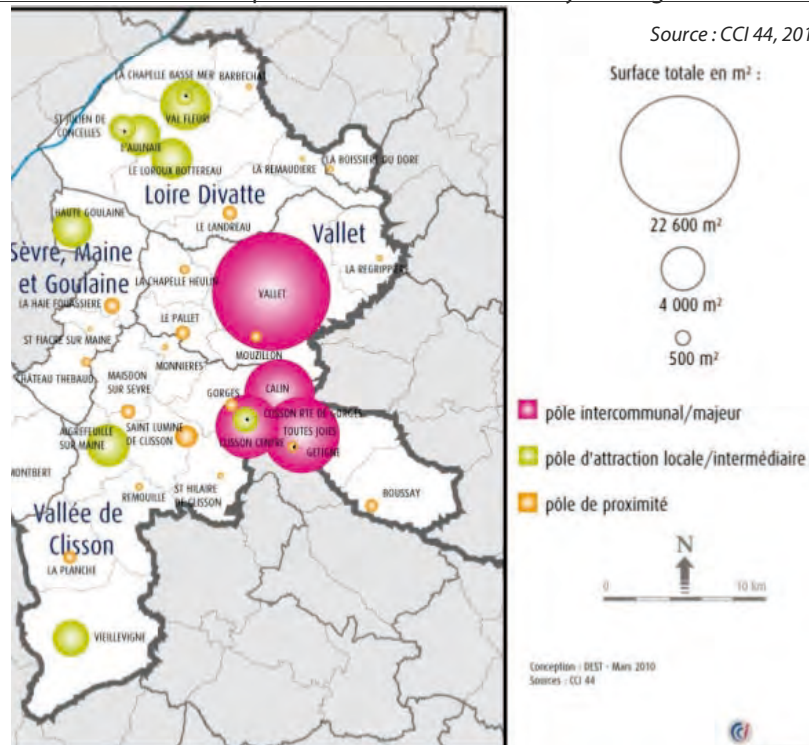 Source : CCI 44, 201
Surface totale en m² :
22 600 m²
4 000 m²
500 m²
pôle intercommunal/majeur
pôle d'attraction locale/intermédiaire
pôle de proximité
N
0 10 km
Conception : DEST - Mars 2010
Sources : CCI 44
LA CHAPELLE BASSE MER
BARBECHAT
VAL FLEURI
ST JULIEN DE
CONCELLES
L'AULNAIE
LE LOROUX BOTTEREAU
LA REMAUDIERE
LA BOISSIERE DU DORE
Loire Divatte
LE LANDREAU
HAUTE GOULAINE
Vallet
LA REGRIPPIERE
Sèvre, Maine
et Goulaine
LA CHAPELLE HEULIN
VALLET
LA HAIE FOUASSIERE
LE PALLET
ST FIACRE SUR MAINE
MOUZILLON
MONNIERES
CHÂTEAU THEBAUD
MAISDON
SUR SEVRE
CALIN
GORGES
CLISSON RTE DE GORGES
SAINT LUMINE
DE CLISSON
TOUTES JOIES
AIGREFEUILLE
SUR MAINE
CLISSON CENTRE
GETIGNE
MONTBERT
REMOUILLE
ST HILAIRE
DE CLISSON
BOUSSAY
Vallée de
Clisson
LA PLANCHE
VIEILLEVIGNE